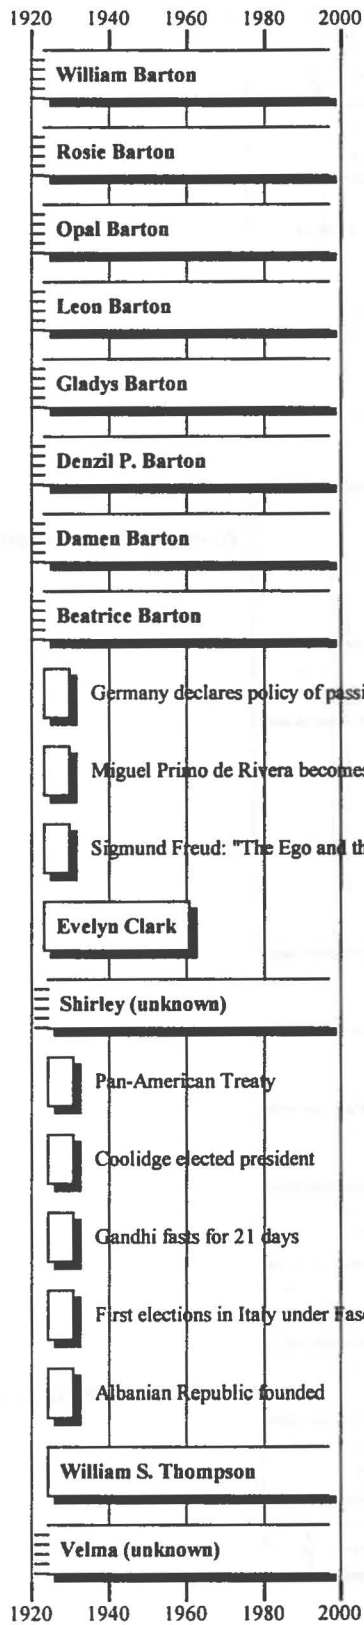 1920 1940 1960 1980 2000
William Barton
Rosie Barton
Opal Barton
Leon Barton
Gladys Barton
Denzil P. Barton
Damen Barton
Beatrice Barton
Germany declares policy of passi
Miguel Primo de Rivera becomes
Sigmund Freud: "The Ego and th
Evelyn Clark
Shirley (unknown)
Pan-American Treaty
Coolidge elected president
Gandhi fasts for 21 days
First elections in Italy under Fasc
Albanian Republic founded
William S. Thompson
Velma (unknown)
1920 1940 1960 1980 2000